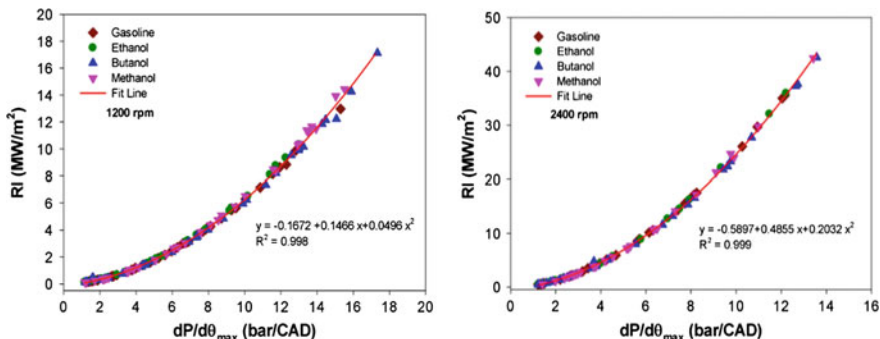 20
18
16
14
12
10
8
6
4
2
0
RI (MW/m²)
Gasoline
Ethanol
Butanol
Methanol
Fit Line
1200 rpm
y = -0.1672 +0.1466 x+0.0496 x²
R² = 0.998
0 2 4 6 8 10 12 14 16 18 20
dP/dθmax (bar/CAD)
50
40
30
20
10
0
RI (MW/m²)
Gasoline
Ethanol
Butanol
Methanol
Fit Line
2400 rpm
y = -0.5897+0.4855 x+0.2032 x²
R² = 0.999
0 2 4 6 8 10 12 14 16
dP/dθmax (bar/CAD)